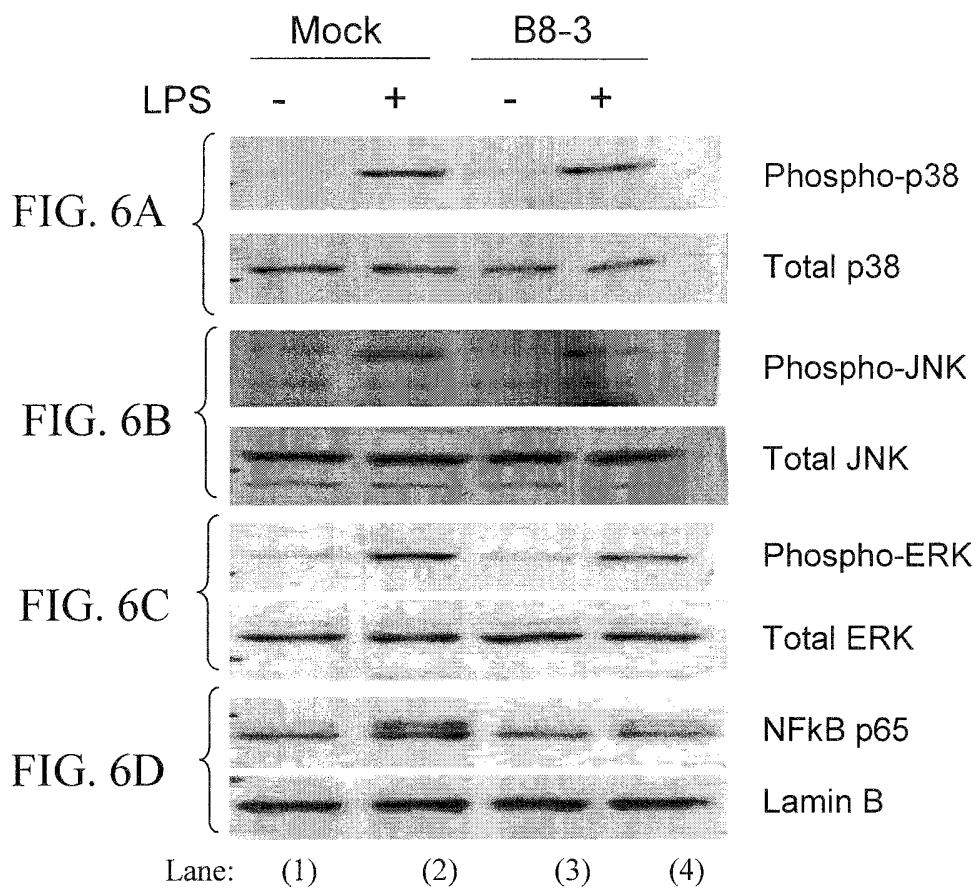 Mock B8-3
LPS - + - +
FIG. 6A
Phospho-p38
Total p38
FIG. 6B
Phospho-JNK
Total JNK
FIG. 6C
Phospho-ERK
Total ERK
FIG. 6D
NFkB p65
Lamin B
Lane: (1) (2) (3) (4)